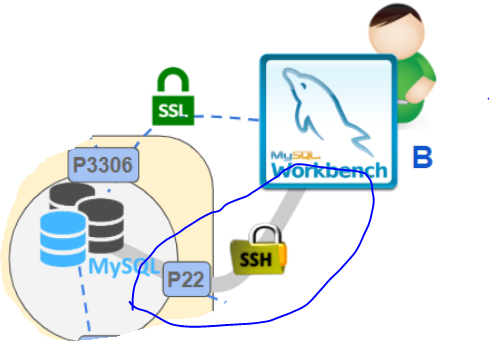 SSL
MySQL
Workbench
B
P3306
MySQL
SSH
P22